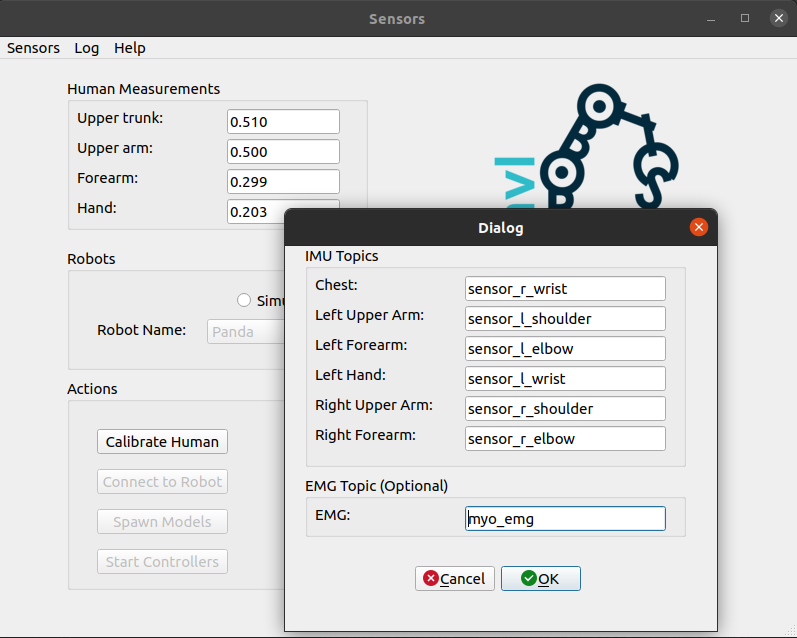 Sensors
Sensors Log Help
Human Measurements
Upper trunk: 0.510
Upper arm: 0.500
Forearm: 0.299
Hand: 0.203
Robots
Robot Name: Panda
Actions
Calibrate Human
Connect to Robot
Spawn Models
Start Controllers
Dialog
IMU Topics
Chest: sensor_r_wrist
Left Upper Arm: sensor_l_shoulder
Left Forearm: sensor_l_elbow
Left Hand: sensor_l_wrist
Right Upper Arm: sensor_r_shoulder
Right Forearm: sensor_r_elbow
EMG Topic (Optional)
EMG: myo_emg
Cancel OK